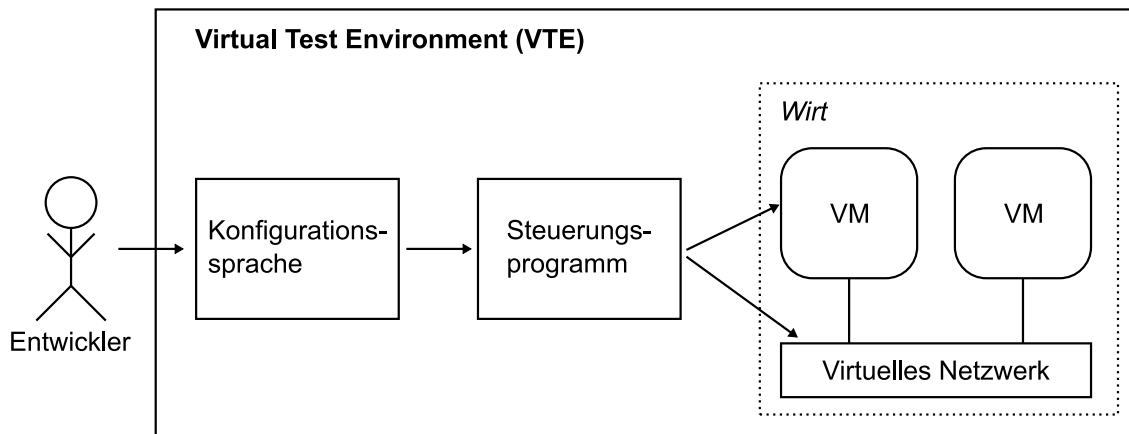 Virtual Test Environment (VTE)
Wirt
VM
VM
Konfigurations-
sprache
Steuerungs-
programm
Entwickler
Virtuelles Netzwerk